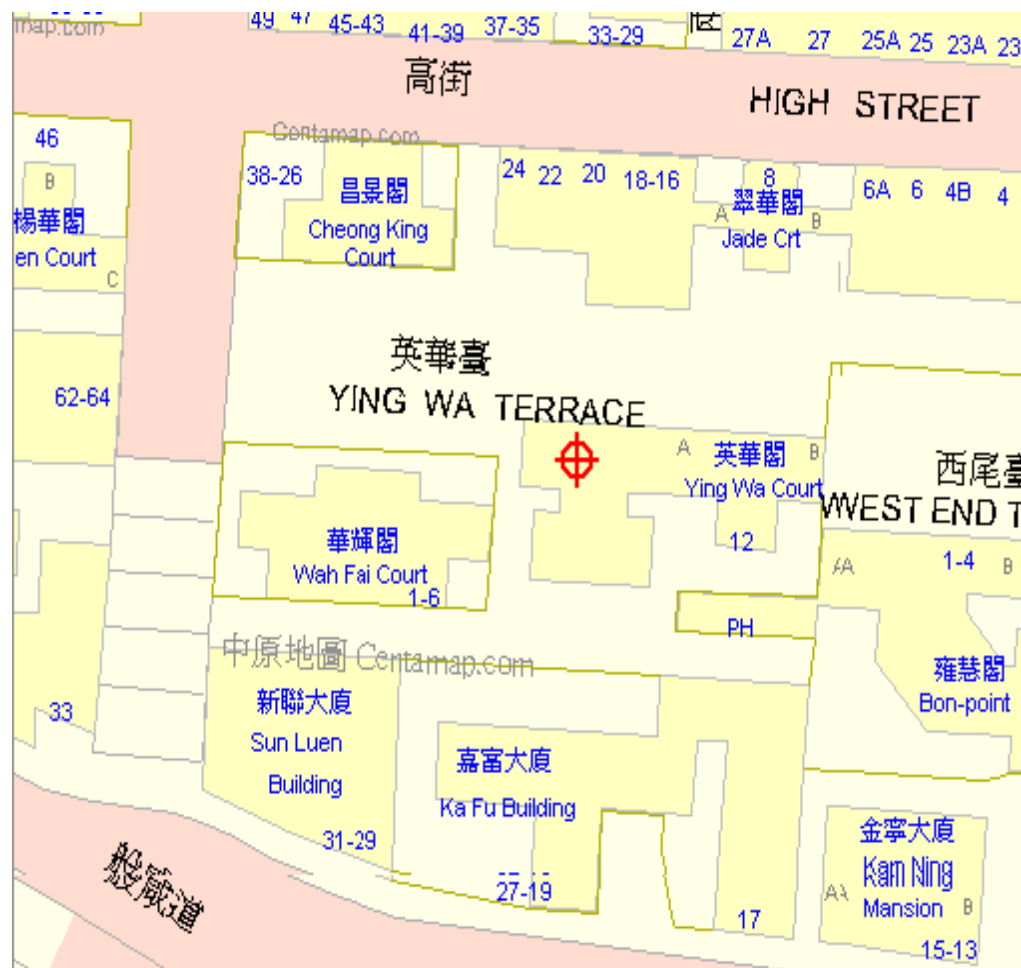 49 47 45-43 41-39 37-35 33-29 27A 27 25A 25 23A 23
map.com
高街
HIGH STREET
Centamap.com
46
B
楊華閣
en Court
C
38-26
昌景閣
Cheong King
Court
24 22 20 18-16
8
翠華閣
A B
Jade Crt
6A 6 4B 4
英華臺
YING WA TERRACE
62-64
A
英華閣
B
Ying Wa Court
12
西尾臺
WEST END T
華輝閣
Wah Fai Court
1-6
AA
1-4
B
PH
中原地圖 Centamap.com
雍慧閣
Bon-point
33
新聯大廈
Sun Luen
Building
31-29
嘉富大廈
Ka Fu Building
27-19
17
金寧大廈
Kam Ning
Mansion
AA
B
15-13
般咸道